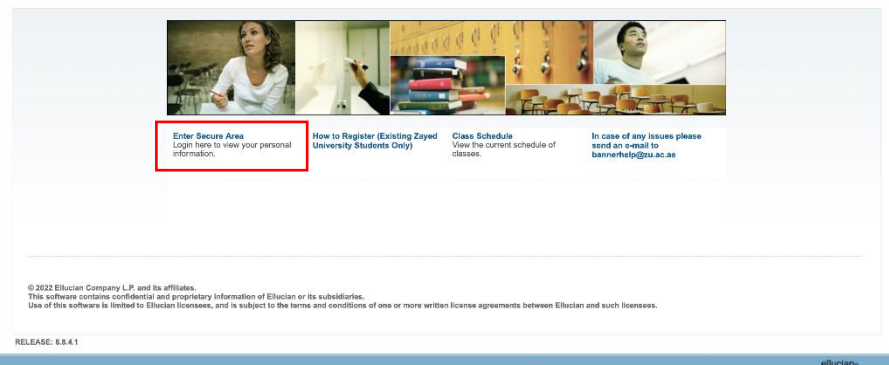 Enter Secure Area
Login here to view your personal
information.
How to Register (Existing Zayed
University Students Only)
Class Schedule
View the current schedule of
classes.
In case of any issues please
send an e-mail to
bannerhelp@zu.ac.ae
© 2022 Ellucian Company L.P. and its affiliates.
This software contains confidential and proprietary information of Ellucian or its subsidiaries.
Use of this software is limited to Ellucian licensees, and is subject to the terms and conditions of one or more written license agreements between Ellucian and such licensees.
RELEASE: 8.8.4.1
ellucian